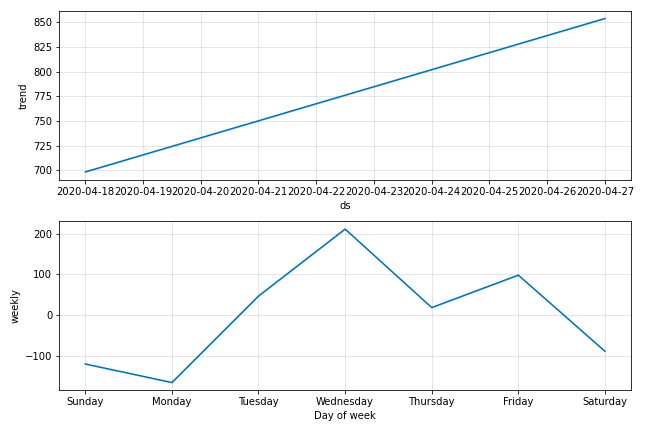 850
825
800
775
750
725
700
trend
2020-04-18 2020-04-19 2020-04-20 2020-04-21 2020-04-22 2020-04-23 2020-04-24 2020-04-25 2020-04-26 2020-04-27
ds
200
100
0
−100
weekly
Sunday Monday Tuesday Wednesday Thursday Friday Saturday
Day of week